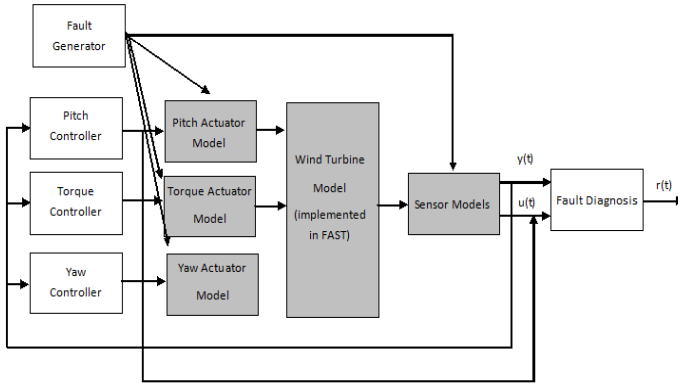 Fault
Generator
Pitch
Controller
Pitch Actuator
Model
Torque
Controller
Torque Actuator
Model
Yaw
Controller
Yaw Actuator
Model
Wind Turbine
Model
(implemented
in FAST)
Sensor Models
y(t)
u(t)
Fault Diagnosis
r(t)